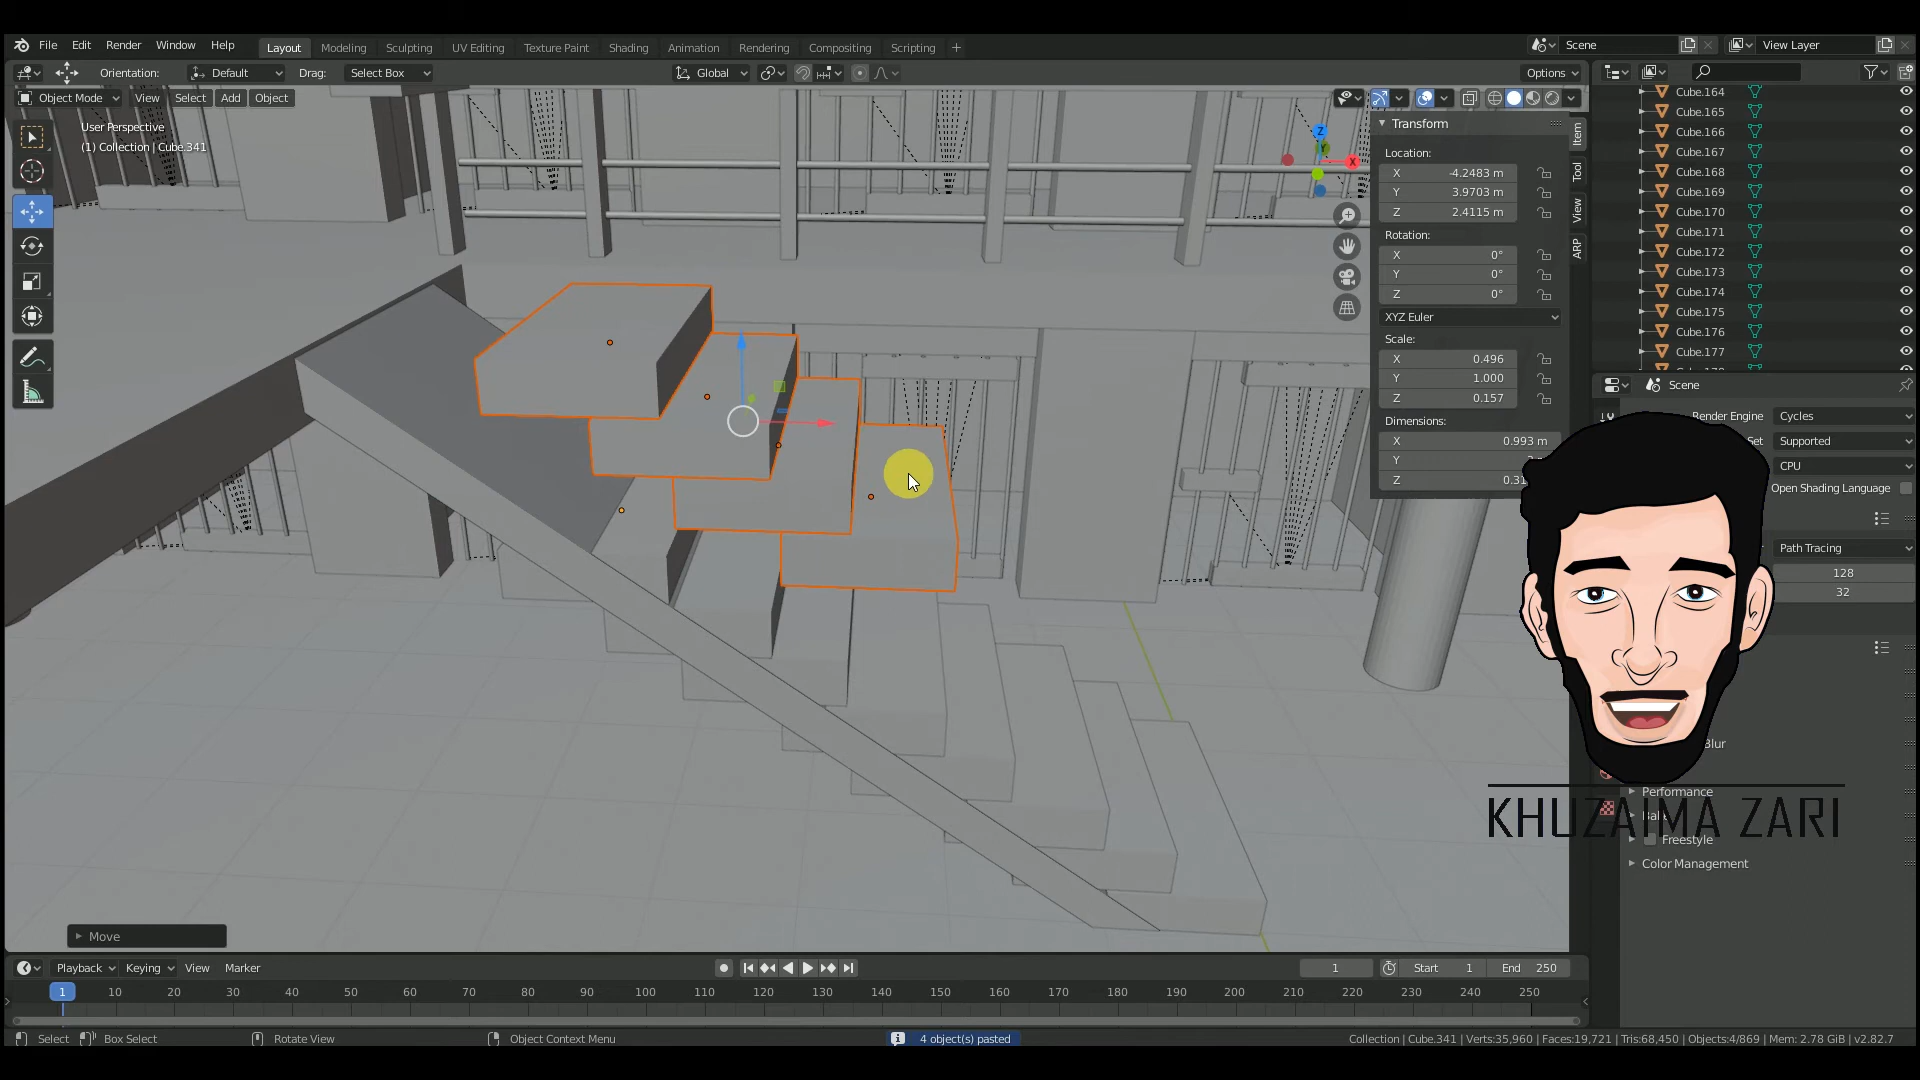 File Edit Render Window Help Layout Modeling Sculpting UV Editing Texture Paint Shading Animation Rendering Compositing Scripting + Scene View Layer
Orientation: Default Drag: Select Box Global Options
Object Mode View Select Add Object
User Perspective
(1) Collection | Cube.341
Transform
Location:
X -4.2483 m
Y 3.9703 m
Z 2.4115 m
Rotation:
X 0°
Y 0°
Z 0°
XYZ Euler
Scale:
X 0.496
Y 1.000
Z 0.157
Dimensions:
X 0.993 m
Y
Z 0.31
Item
Tool
View
ARP
Z
Y
X
Cube.164
Cube.165
Cube.166
Cube.167
Cube.168
Cube.169
Cube.170
Cube.171
Cube.172
Cube.173
Cube.174
Cube.175
Cube.176
Cube.177
Scene
Render Engine Cycles
Set Supported
CPU
Open Shading Language
Path Tracing
128
32
Blur
Performance
Freestyle
Color Management
KHUZAIMA ZARI
Move
Playback Keying View Marker 1 Start 1 End 250
1 10 20 30 40 50 60 70 80 90 100 110 120 130 140 150 160 170 180 190 200 210 220 230 240 250
Select Box Select Rotate View Object Context Menu 4 object(s) pasted Collection | Cube.341 | Verts:35,960 | Faces:19,721 | Tris:68,450 | Objects:4/869 | Mem: 2.78 GiB | v2.82.7